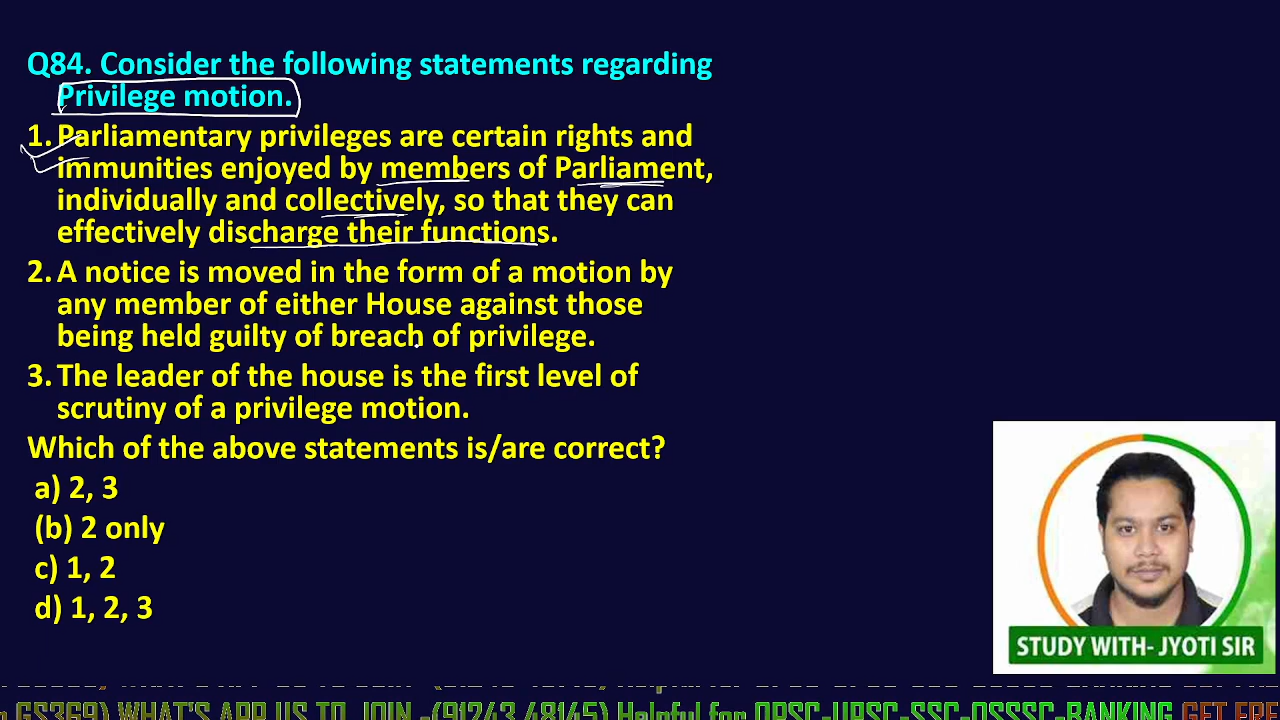 Q84. Consider the following statements regarding
Privilege motion.
1. Parliamentary privileges are certain rights and
immunities enjoyed by members of Parliament,
individually and collectively, so that they can
effectively discharge their functions.
2. A notice is moved in the form of a motion by
any member of either House against those
being held guilty of breach of privilege.
3. The leader of the house is the first level of
scrutiny of a privilege motion.
Which of the above statements is/are correct?
a) 2, 3
(b) 2 only
c) 1, 2
d) 1, 2, 3
STUDY WITH- JYOTI SIR
GS369) WHAT'S APP US TO JOIN -(91243 48145) Helpful for OPSC-UPSC-SSC-OSSSC-BANKING GET FRE